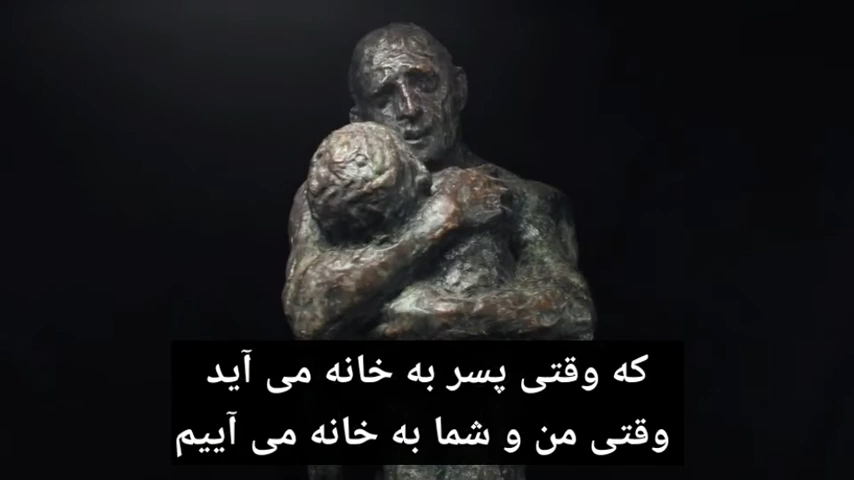 که وقتی پسر به خانه می آید
وقتی من و شما به خانه می آییم